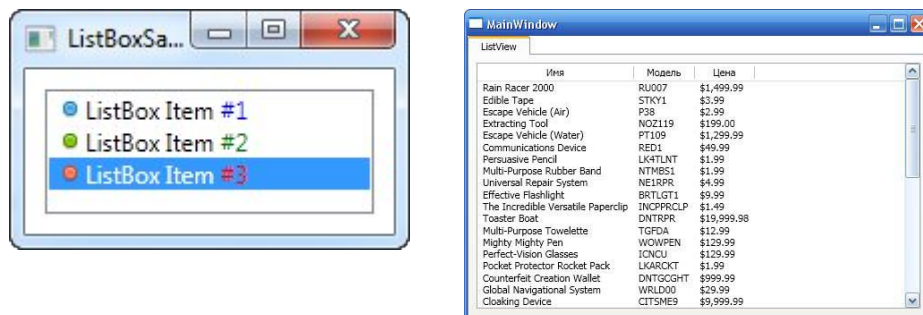 ListBoxSa...
ListBox Item #1
ListBox Item #2
ListBox Item #3
MainWindow
ListView
Имя Модель Цена
Rain Racer 2000 RU007 $1,499.99
Edible Tape STKY1 $3.99
Escape Vehicle (Air) P38 $2.99
Extracting Tool NOZ119 $199.00
Escape Vehicle (Water) PT109 $1,299.99
Communications Device RED1 $49.99
Persuasive Pencil LK4TLNT $1.99
Multi-Purpose Rubber Band NTMBS1 $1.99
Universal Repair System NE1RPR $4.99
Effective Flashlight BRTLGT1 $9.99
The Incredible Versatile Paperclip INCPPRCLP $1.49
Toaster Boat DNTRPR $19,999.98
Multi-Purpose Towelette TGFDA $12.99
Mighty Mighty Pen WOWPEN $129.99
Perfect-Vision Glasses ICNCU $129.99
Pocket Protector Rocket Pack LKARCKT $1.99
Counterfeit Creation Wallet DNTGCGHT $999.99
Global Navigational System WRLD00 $29.99
Cloaking Device CITSME9 $9,999.99